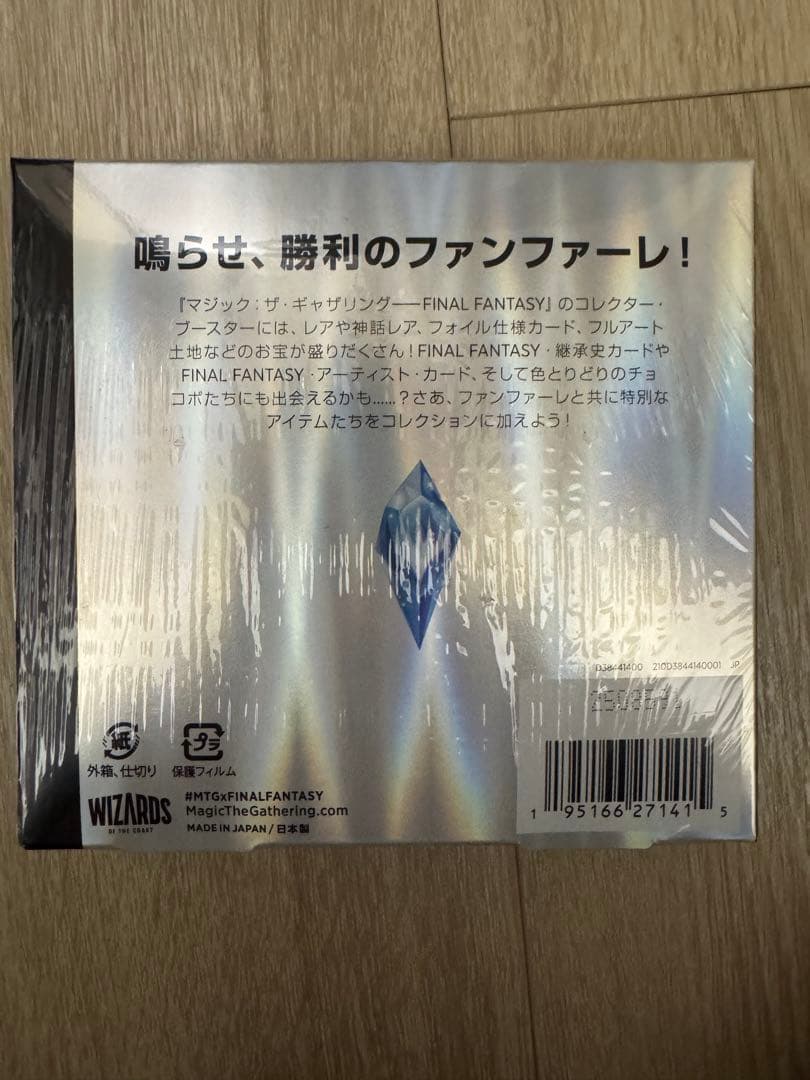 鳴らせ、勝利のファンファーレ！
『マジック：ザ・ギャザリング――FINAL FANTASY』のコレクター・
ブースターには、レアや神話レア、フォイル仕様カード、フルアート
土地などのお宝が盛りだくさん！FINAL FANTASY・継承史カードや
FINAL FANTASY・アーティスト・カード、そして色とりどりのチョ
コボたちにも出会えるかも......？さあ、ファンファーレと共に特別な
アイテムたちをコレクションに加えよう！
D38441400 210D3844140001 JP
紙
外箱、仕切り
プラ
保護フィルム
WIZARDS
OF THE COAST
#MTGxFINALFANTASY
MagicTheGathering.com
MADE IN JAPAN / 日本製
1 95166 27141 5